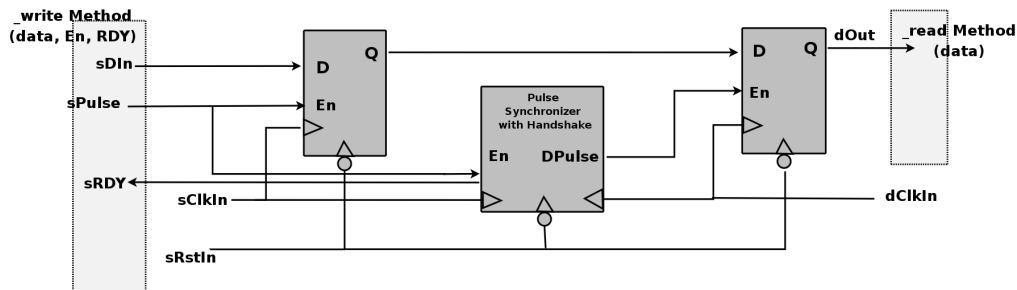 _write Method
(data, En, RDY)
sDIn
sPulse
sRDY
sClkIn
sRstIn
D
Q
En
Pulse
Synchronizer
with Handshake
En
DPulse
D
Q
En
dOut
_read Method
(data)
dClkIn